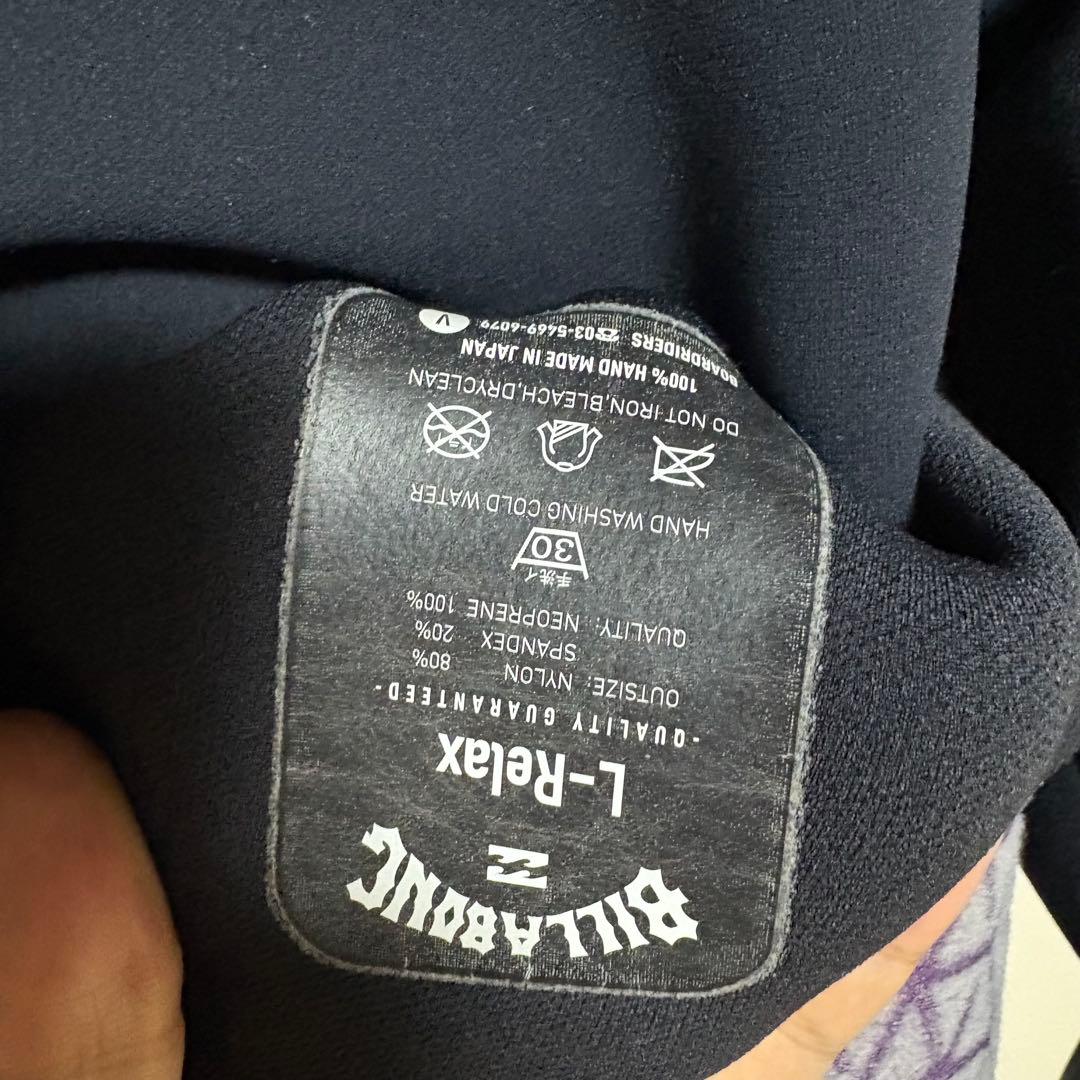 BILLABONG
L-Relax
-QUALITY GUARANTEED-
OUTSIZE: NYLON 80%
SPANDEX 20%
QUALITY: NEOPRENE 100%
手洗イ
30
HAND WASHING COLD WATER
DO NOT IRON,BLEACH,DRYCLEAN
100% HAND MADE IN JAPAN
BOARDRIDERS 03-5669-6079
V